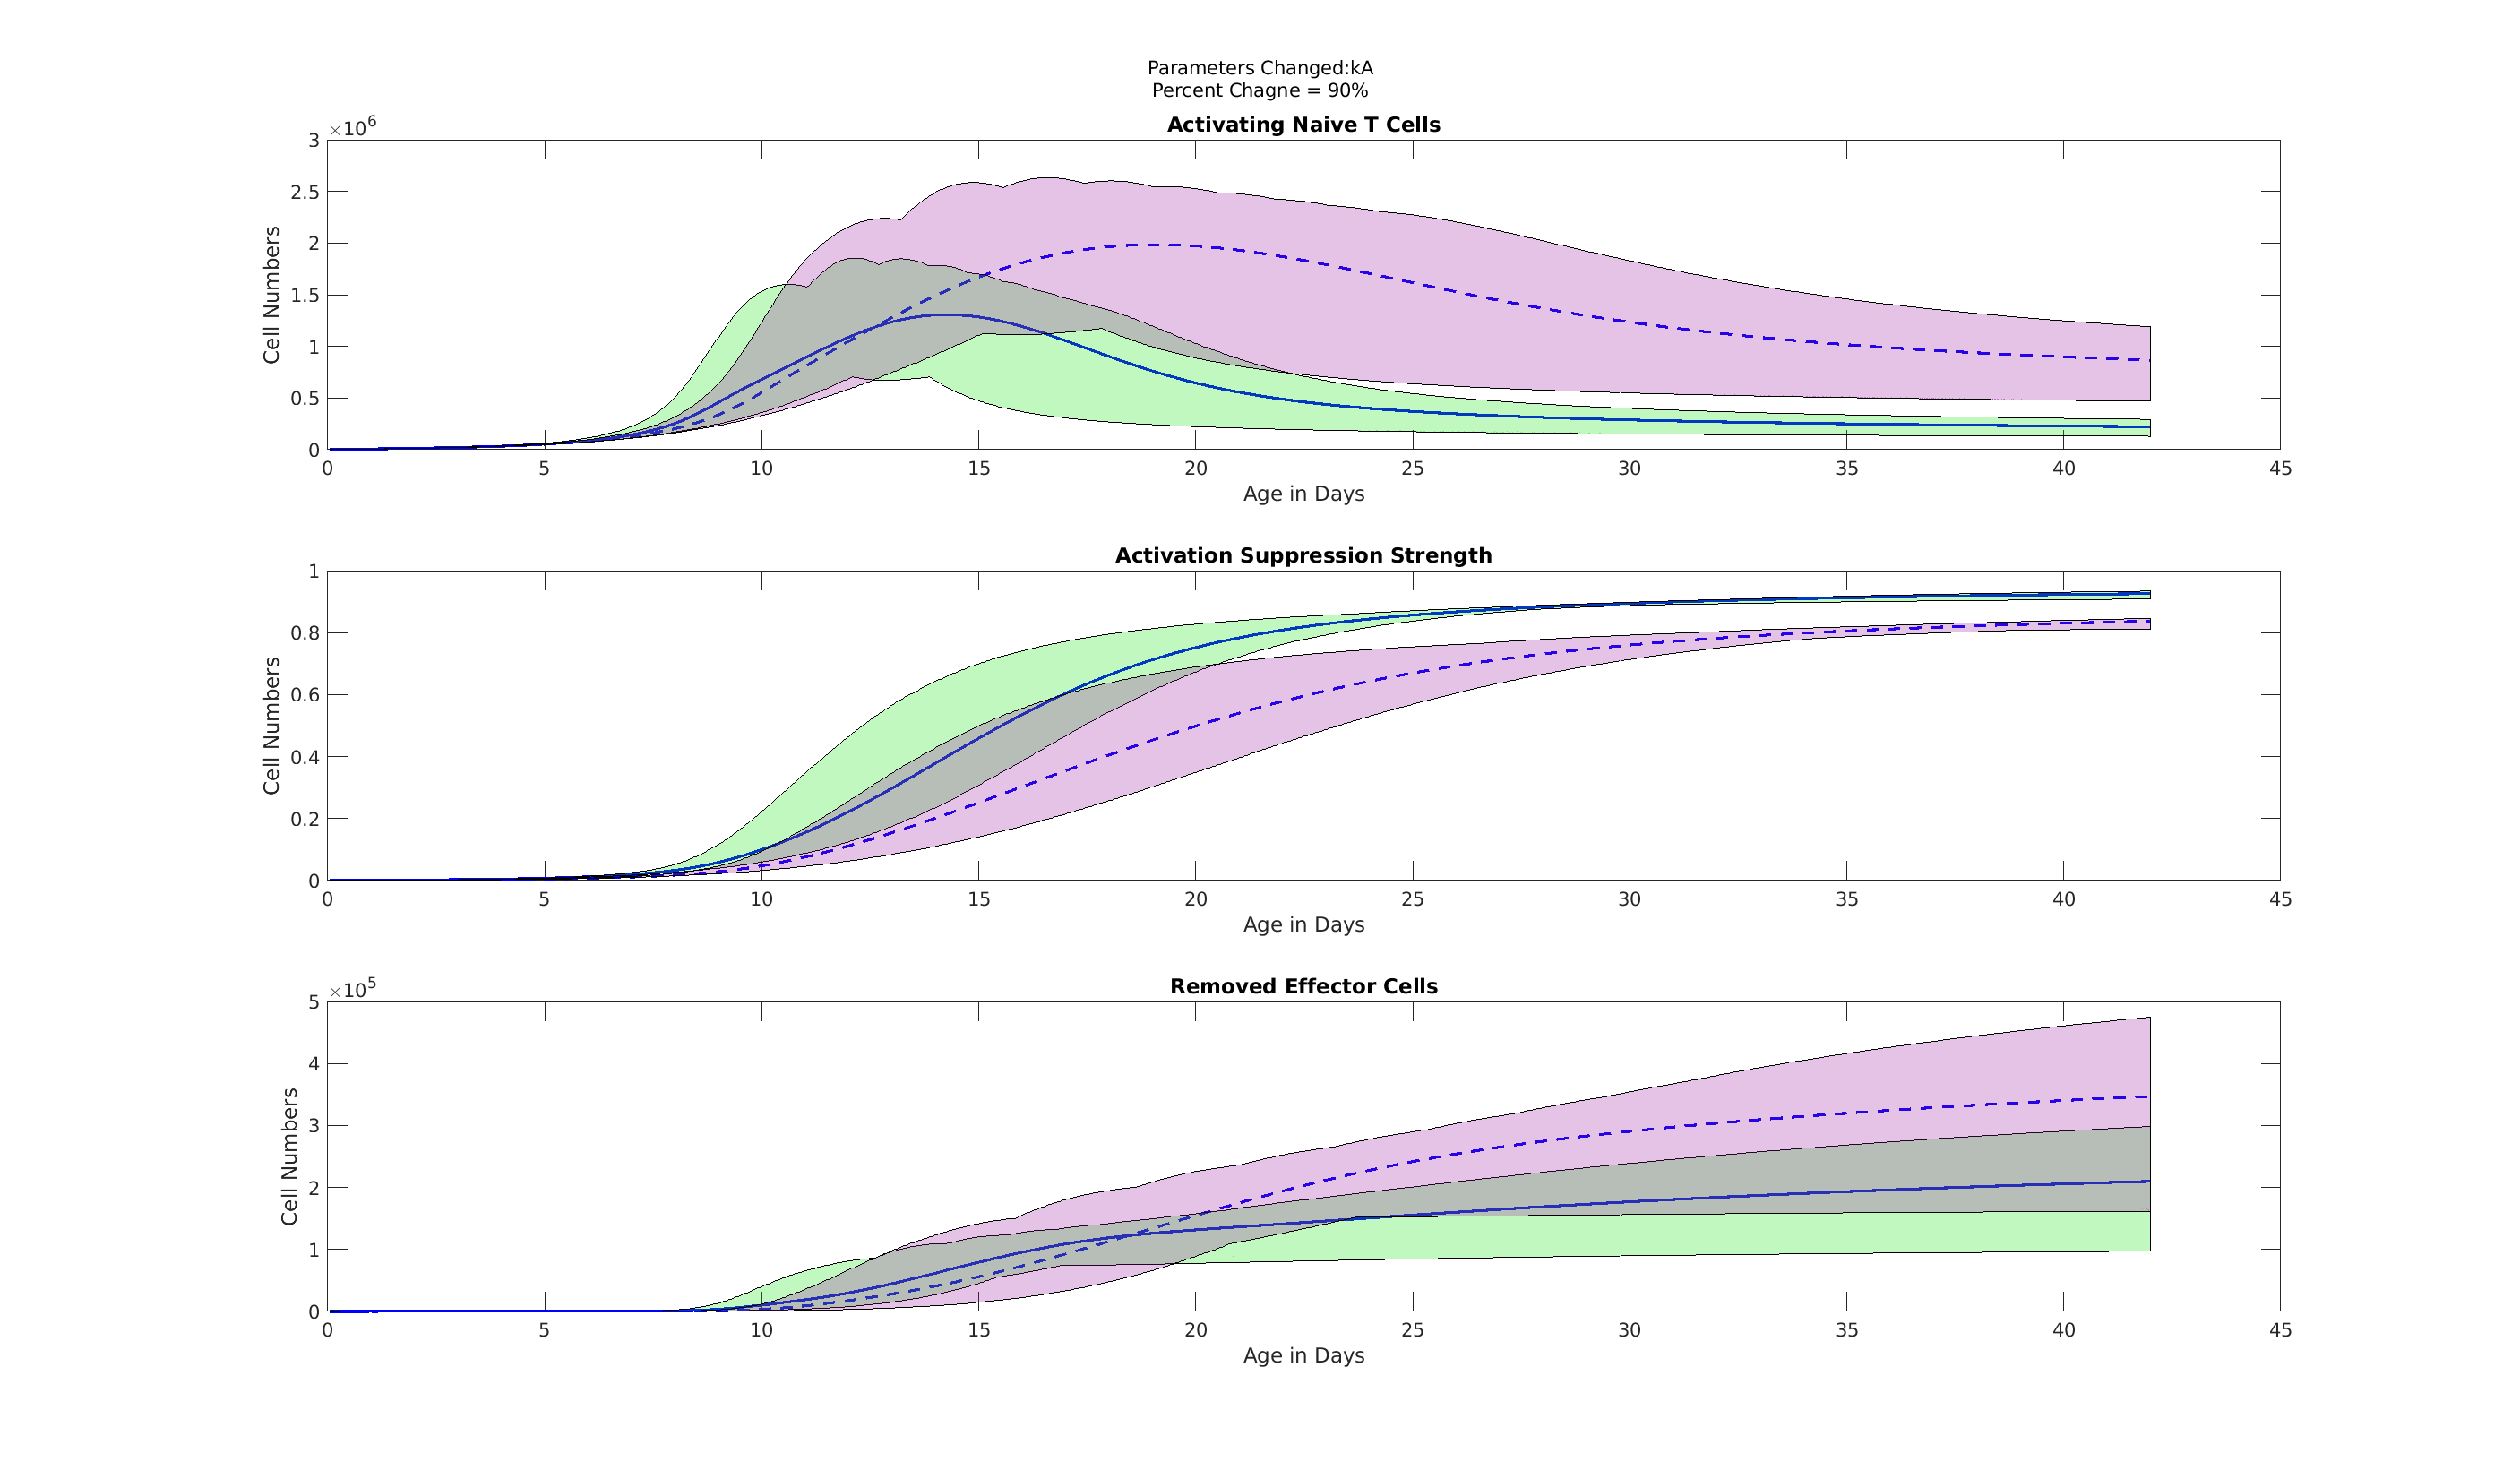 Parameters Changed:kA
Percent Chagne = 90%
Activating Naive T Cells
×10^6
3
2.5
2
1.5
1
0.5
0
Cell Numbers
0 5 10 15 20 25 30 35 40 45
Age in Days
Activation Suppression Strength
1
0.8
0.6
0.4
0.2
0
Cell Numbers
0 5 10 15 20 25 30 35 40 45
Age in Days
Removed Effector Cells
×10^5
5
4
3
2
1
0
Cell Numbers
0 5 10 15 20 25 30 35 40 45
Age in Days